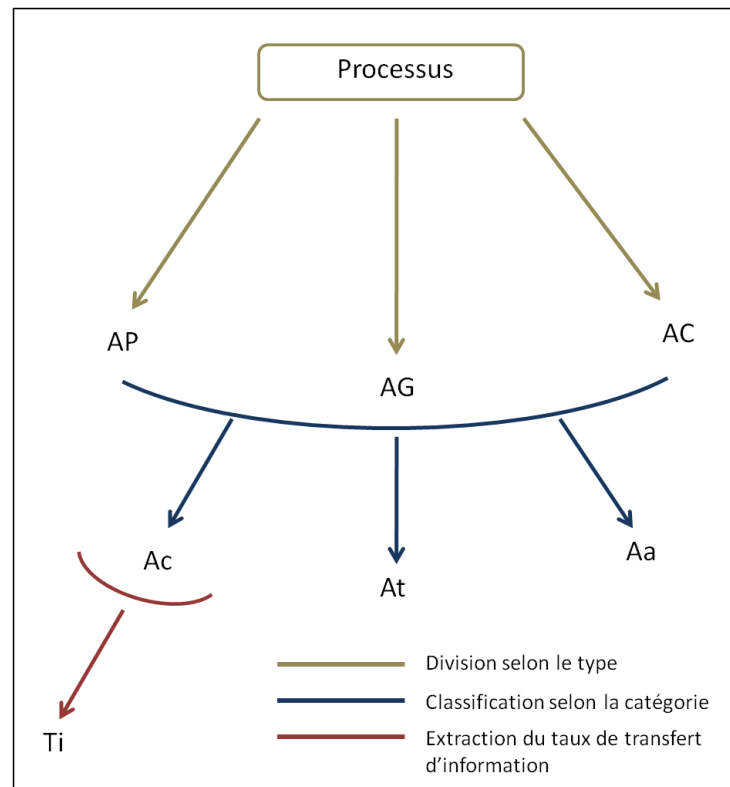 Processus
AP
AG
AC
Ac
At
Aa
Ti
Division selon le type
Classification selon la catégorie
Extraction du taux de transfert
d'information